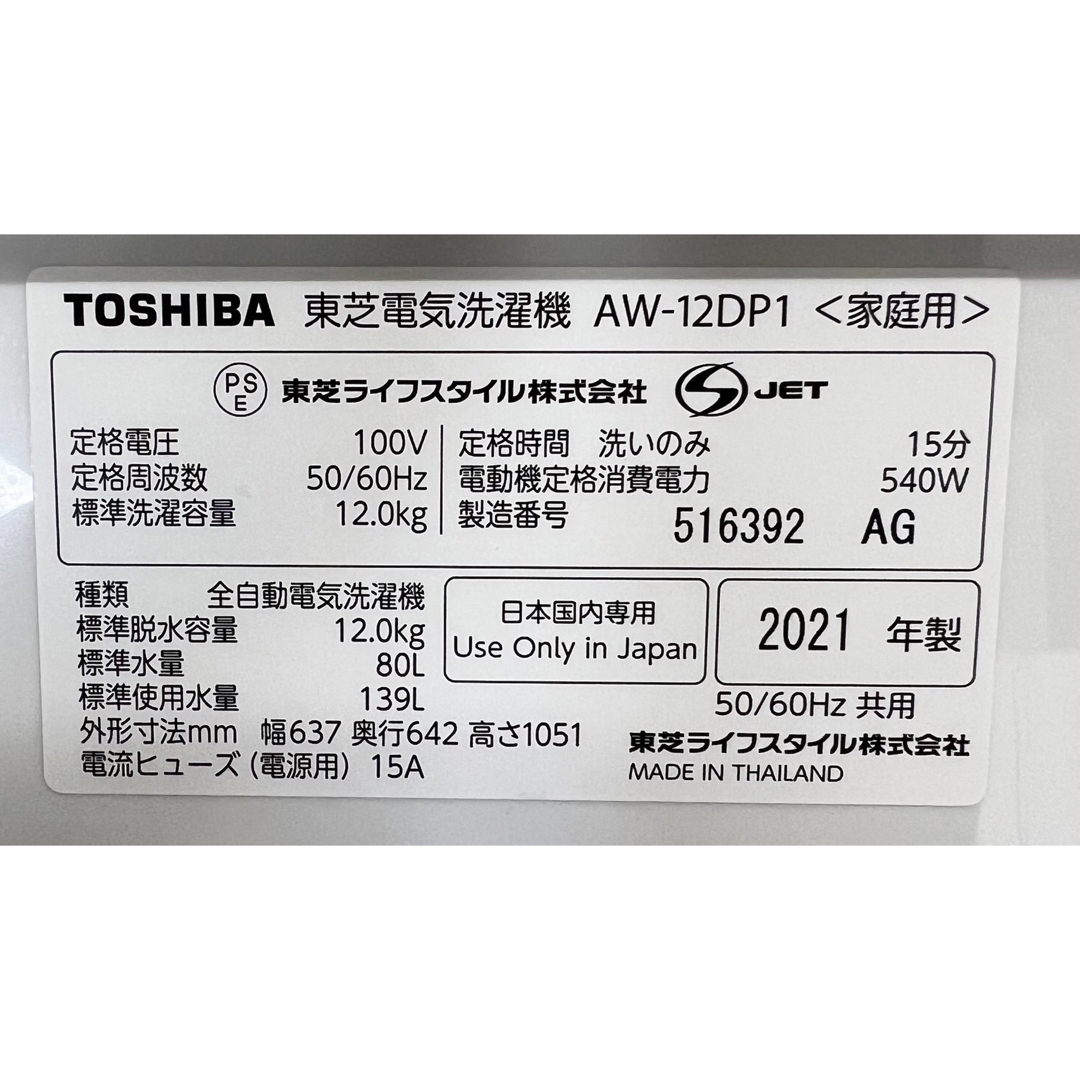 TOSHIBA 東芝電気洗濯機 AW-12DP1 <家庭用>
PSE 東芝ライフスタイル株式会社 S JET
定格電圧 100V
定格周波数 50/60Hz
標準洗濯容量 12.0kg
定格時間 洗いのみ 15分
電動機定格消費電力 540W
製造番号 516392 AG
種類 全自動電気洗濯機
標準脱水容量 12.0kg
標準水量 80L
標準使用水量 139L
外形寸法mm 幅637 奥行642 高さ1051
電流ヒューズ (電源用) 15A
日本国内専用
Use Only in Japan
2021 年製
50/60Hz 共用
東芝ライフスタイル株式会社
MADE IN THAILAND